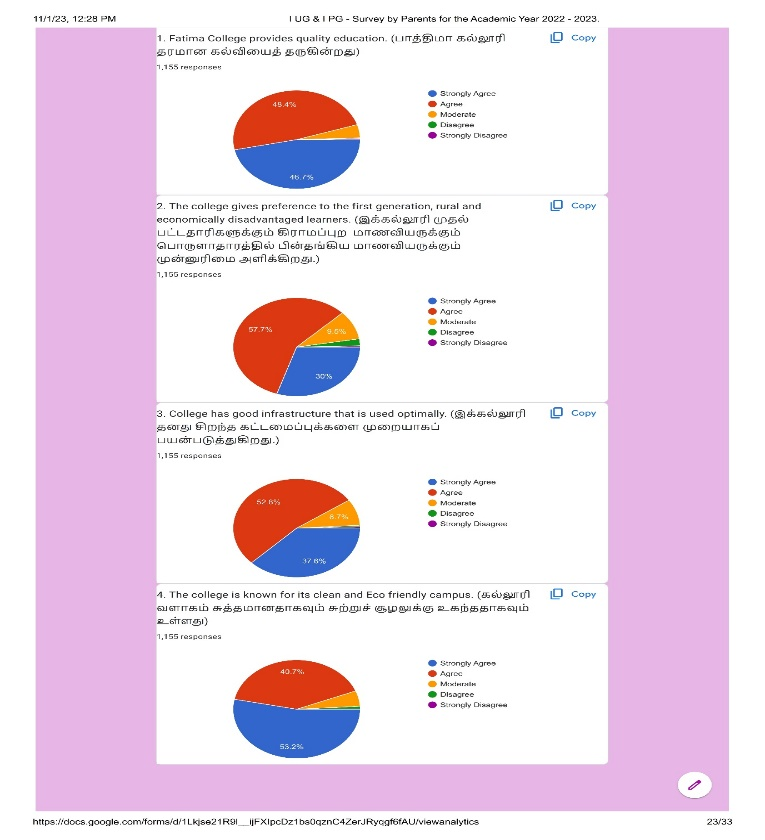 11/1/23, 12:28 PM
I UG & I PG - Survey by Parents for the Academic Year 2022 - 2023.
1. Fatima College provides quality education. (பாத்திமா கல்லூரி
தரமான கல்வியைத் தருகின்றது)
Copy
1,155 responses
48.4%
46.7%
Strongly Agree
Agree
Moderate
Disagree
Strongly Disagree
2. The college gives preference to the first generation, rural and
economically disadvantaged learners. (இக்கல்லூரி முதல்
பட்டதாரிகளுக்கும் கிராமப்புற மாணவியருக்கும்
பொருளாதாரத்தில் பின்தங்கிய மாணவியருக்கும்
முன்னுரிமை அளிக்கிறது.)
Copy
1,155 responses
57.7%
9.5%
30%
Strongly Agree
Agree
Moderate
Disagree
Strongly Disagree
3. College has good infrastructure that is used optimally. (இக்கல்லூரி
தனது சிறந்த கட்டமைப்புக்களை முறையாகப்
பயன்படுத்துகிறது.)
Copy
1,155 responses
52.8%
8.7%
37.8%
Strongly Agree
Agree
Moderate
Disagree
Strongly Disagree
4. The college is known for its clean and Eco friendly campus. (கல்லூரி
வளாகம் சுத்தமானதாகவும் சுற்றுச் சூழலுக்கு உகந்ததாகவும்
உள்ளது)
Copy
1,155 responses
40.7%
53.2%
Strongly Agree
Agree
Moderate
Disagree
Strongly Disagree
23/33